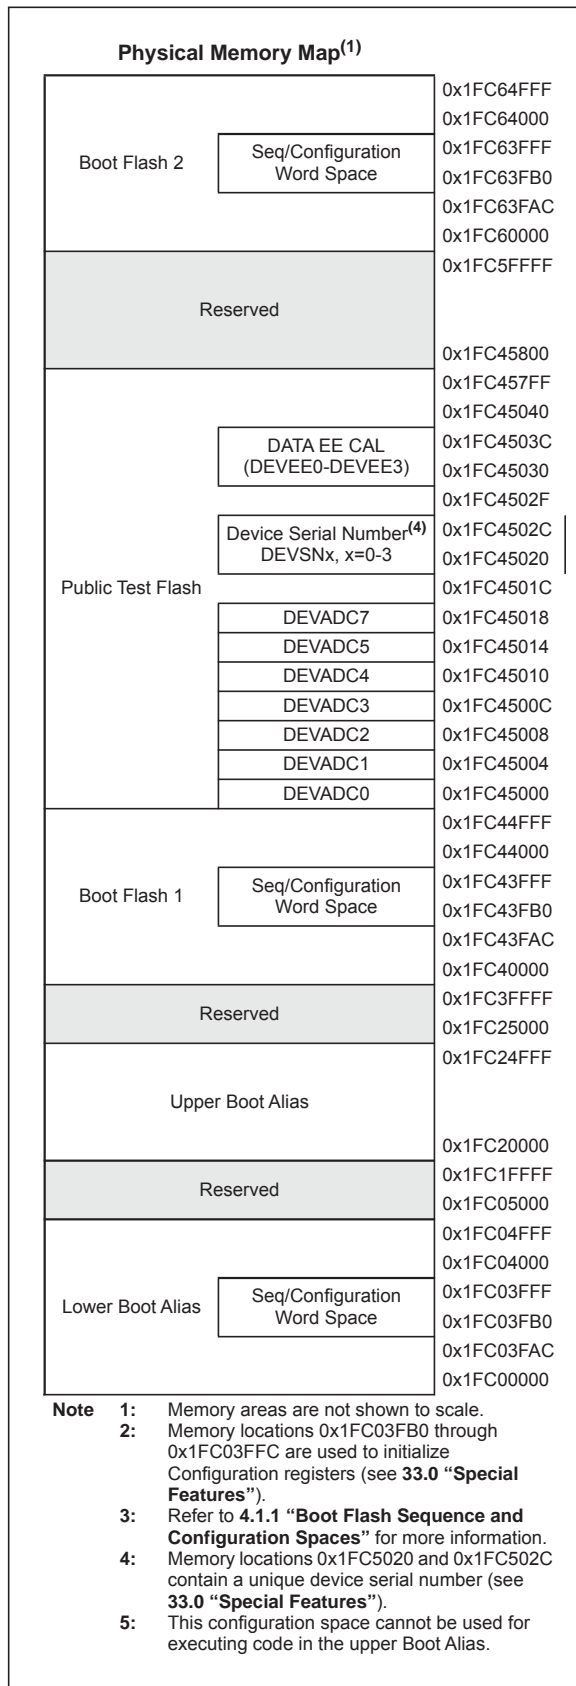 Physical Memory Map(1)
0x1FC64FFF
0x1FC64000
Boot Flash 2
Seq/Configuration
Word Space
0x1FC63FFF
0x1FC63FB0
0x1FC63FAC
0x1FC60000
Reserved
0x1FC5FFFF
0x1FC45800
Public Test Flash
0x1FC457FF
0x1FC45040
DATA EE CAL
(DEVEE0-DEVEE3)
0x1FC4503C
0x1FC45030
0x1FC4502F
Device Serial Number(4)
DEVSNx, x=0-3
0x1FC4502C
0x1FC45020
0x1FC4501C
DEVADC7 0x1FC45018
DEVADC5 0x1FC45014
DEVADC4 0x1FC45010
DEVADC3 0x1FC4500C
DEVADC2 0x1FC45008
DEVADC1 0x1FC45004
DEVADC0 0x1FC45000
0x1FC44FFF
0x1FC44000
Boot Flash 1
Seq/Configuration
Word Space
0x1FC43FFF
0x1FC43FB0
0x1FC43FAC
0x1FC40000
Reserved
0x1FC3FFFF
0x1FC25000
0x1FC24FFF
Upper Boot Alias
0x1FC20000
Reserved
0x1FC1FFFF
0x1FC05000
0x1FC04FFF
0x1FC04000
Lower Boot Alias
Seq/Configuration
Word Space
0x1FC03FFF
0x1FC03FB0
0x1FC03FAC
0x1FC00000
Note 1: Memory areas are not shown to scale.
2: Memory locations 0x1FC03FB0 through
0x1FC03FFC are used to initialize
Configuration registers (see 33.0 “Special
Features”).
3: Refer to 4.1.1 “Boot Flash Sequence and
Configuration Spaces” for more information.
4: Memory locations 0x1FC5020 and 0x1FC502C
contain a unique device serial number (see
33.0 “Special Features”).
5: This configuration space cannot be used for
executing code in the upper Boot Alias.